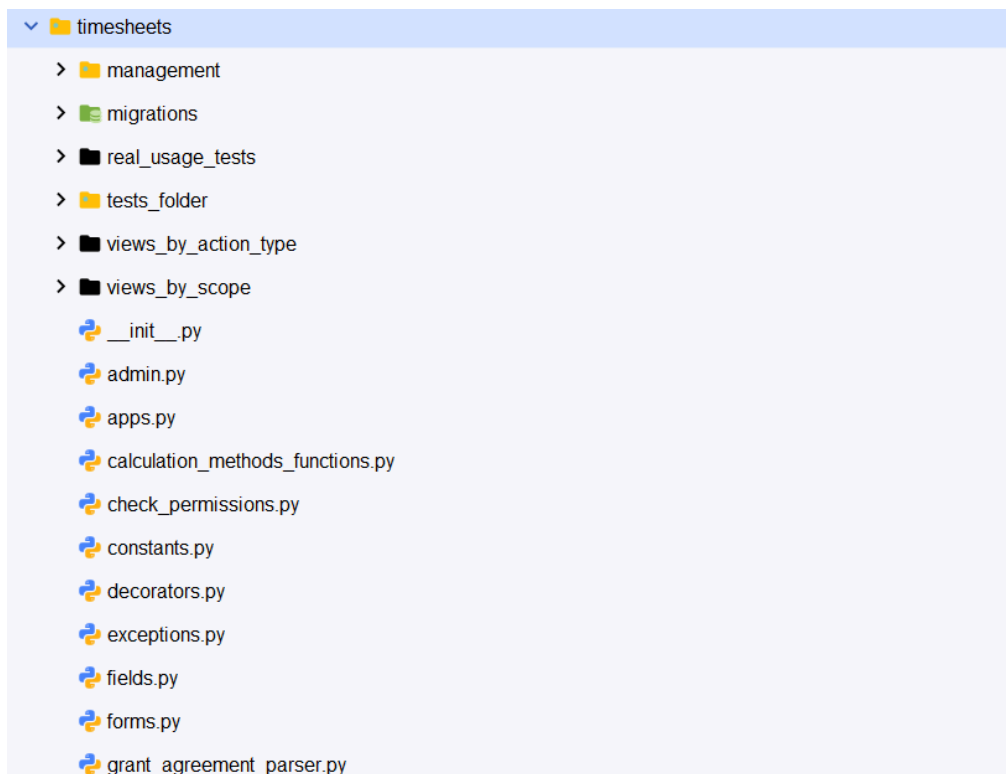 timesheets
management
migrations
real_usage_tests
tests_folder
views_by_action_type
views_by_scope
__init__.py
admin.py
apps.py
calculation_methods_functions.py
check_permissions.py
constants.py
decorators.py
exceptions.py
fields.py
forms.py
grant_agreement_parser.py